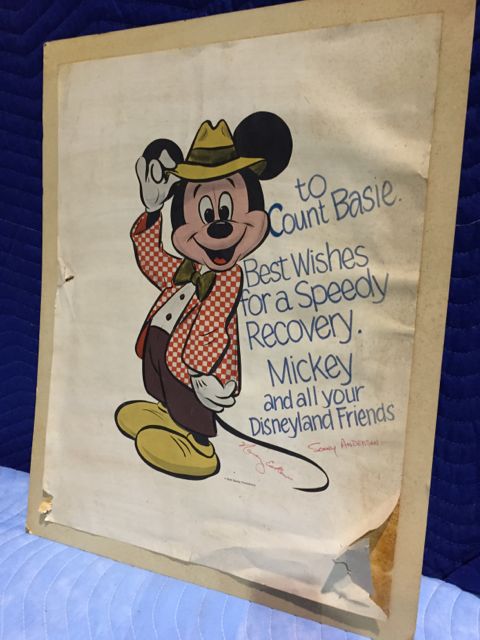 to
Count Basie.
Best Wishes
for a Speedy
Recovery.
Mickey
and all your
Disneyland Friends
Sonny Anderson